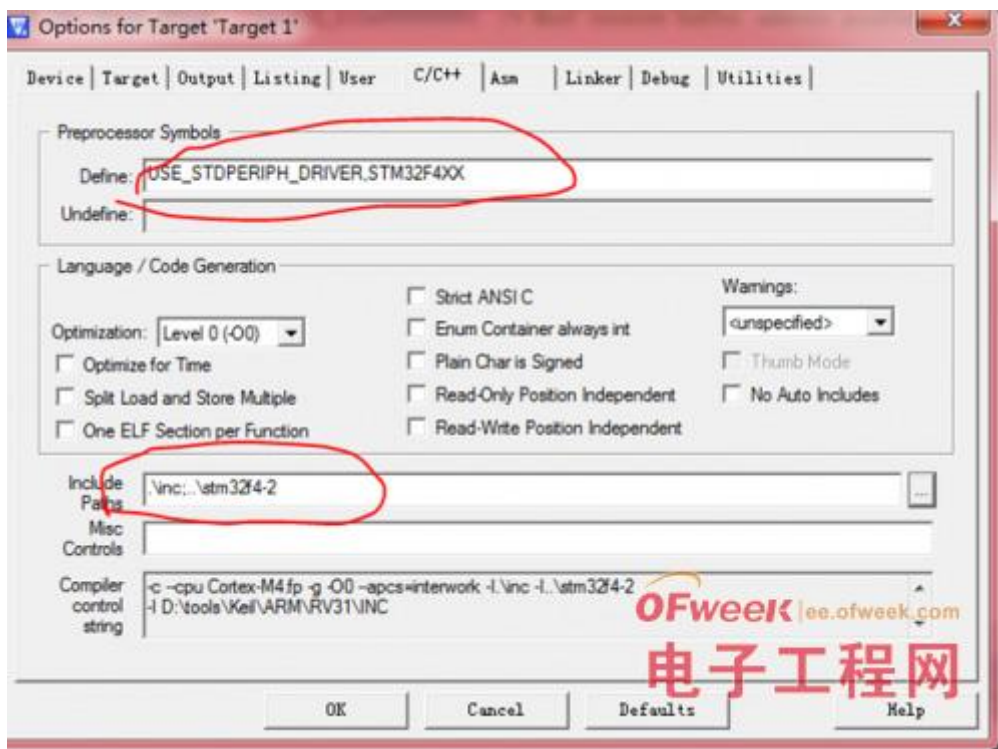 Options for Target 'Target 1'
Device Target Output Listing User C/C++ Asm Linker Debug Utilities
Preprocessor Symbols
Define: USE_STDPERIPH_DRIVER,STM32F4XX
Undefine:
Language / Code Generation
Optimization: Level 0 (-O0)
Optimize for Time
Split Load and Store Multiple
One ELF Section per Function
Strict ANSI C
Enum Container always int
Plain Char is Signed
Read-Only Position Independent
Read-Write Position Independent
Warnings:
<unspecified>
Thumb Mode
No Auto Includes
Include Paths .\inc;..\stm32f4-2
...
Misc Controls
Compiler control string
-c --cpu Cortex-M4.fp -g -O0 --apcs=interwork -I.\inc -I..\stm32f4-2
-I D:\tools\Keil\ARM\RV31\INC
OFweek ee.ofweek.com
电子工程网
OK Cancel Defaults Help